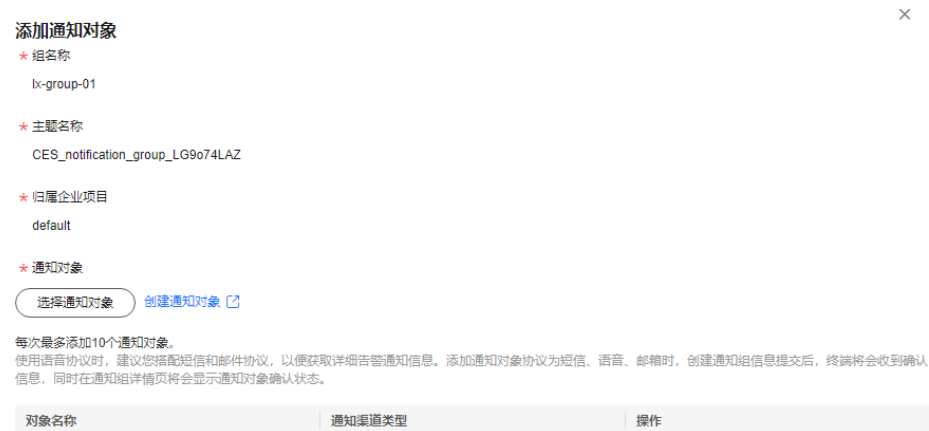 添加通知对象
* 组名称
lx-group-01
* 主题名称
CES_notification_group_LG9o74LAZ
* 归属企业项目
default
* 通知对象
选择通知对象 创建通知对象
每次最多添加10个通知对象。
使用语音协议时，建议您搭配短信和邮件协议，以便获取详细告警通知信息。添加通知对象协议为短信、语音、邮箱时，创建通知组信息提交后，终端将会收到确认
信息，同时在通知组详情页将会显示通知对象确认状态。
对象名称 通知渠道类型 操作